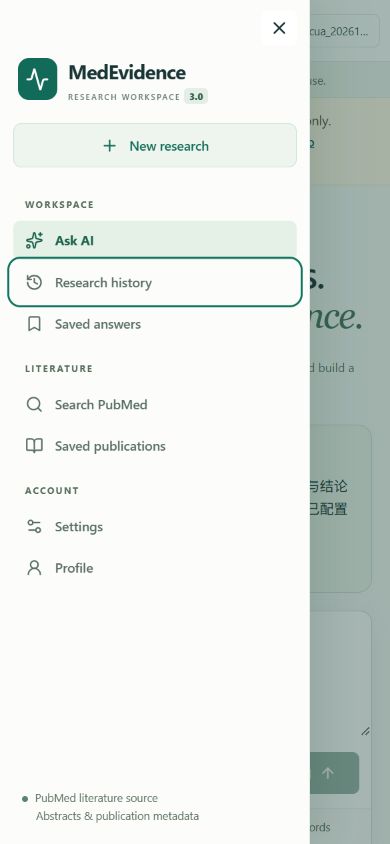 cua_20261...
MedEvidence
RESEARCH WORKSPACE 3.0
use.
only.
New research
WORKSPACE
Ask AI
s.
Research history
nce.
Saved answers
LITERATURE
d build a
Search PubMed
Saved publications
ACCOUNT
与结论
已配置
Settings
Profile
PubMed literature source
Abstracts & publication metadata
ords